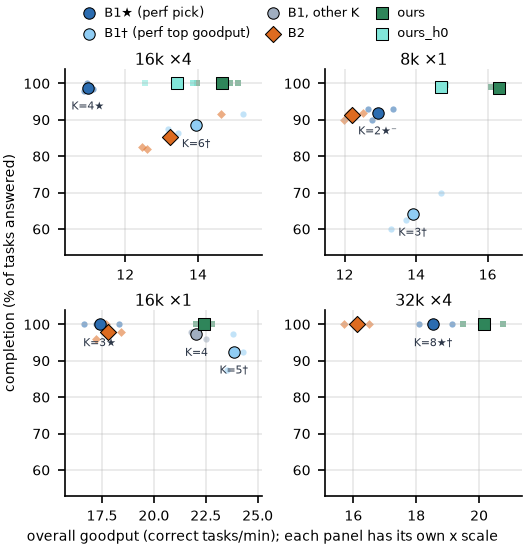 B1★ (perf pick) B1, other K ours
B1† (perf top goodput) B2 ours_h0
16k ×4 8k ×1
100
90
80
70
60
K=4★
K=6†
12 14
K=2★⁻
K=3†
12 14 16
completion (% of tasks answered)
16k ×1 32k ×4
100
90
80
70
60
K=3★
K=4
K=5†
17.5 20.0 22.5 25.0
K=8★†
16 18 20
overall goodput (correct tasks/min); each panel has its own x scale